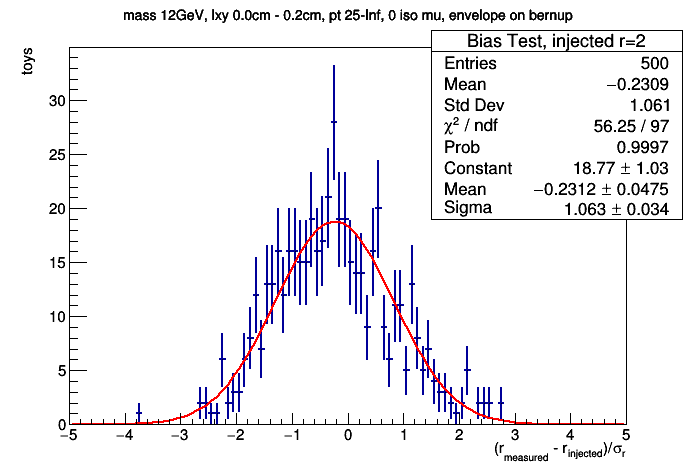 mass 12GeV, lxy 0.0cm - 0.2cm, pt 25-Inf, 0 iso mu, envelope on bernup
toys
Bias Test, injected r=2
Entries 500
Mean −0.2309
Std Dev 1.061
χ² / ndf 56.25 / 97
Prob 0.9997
Constant 18.77 ± 1.03
Mean −0.2312 ± 0.0475
Sigma 1.063 ± 0.034
30
25
20
15
10
5
0
−5 −4 −3 −2 −1 0 1 2 3 4 5
(r_measured - r_injected)/σ_r